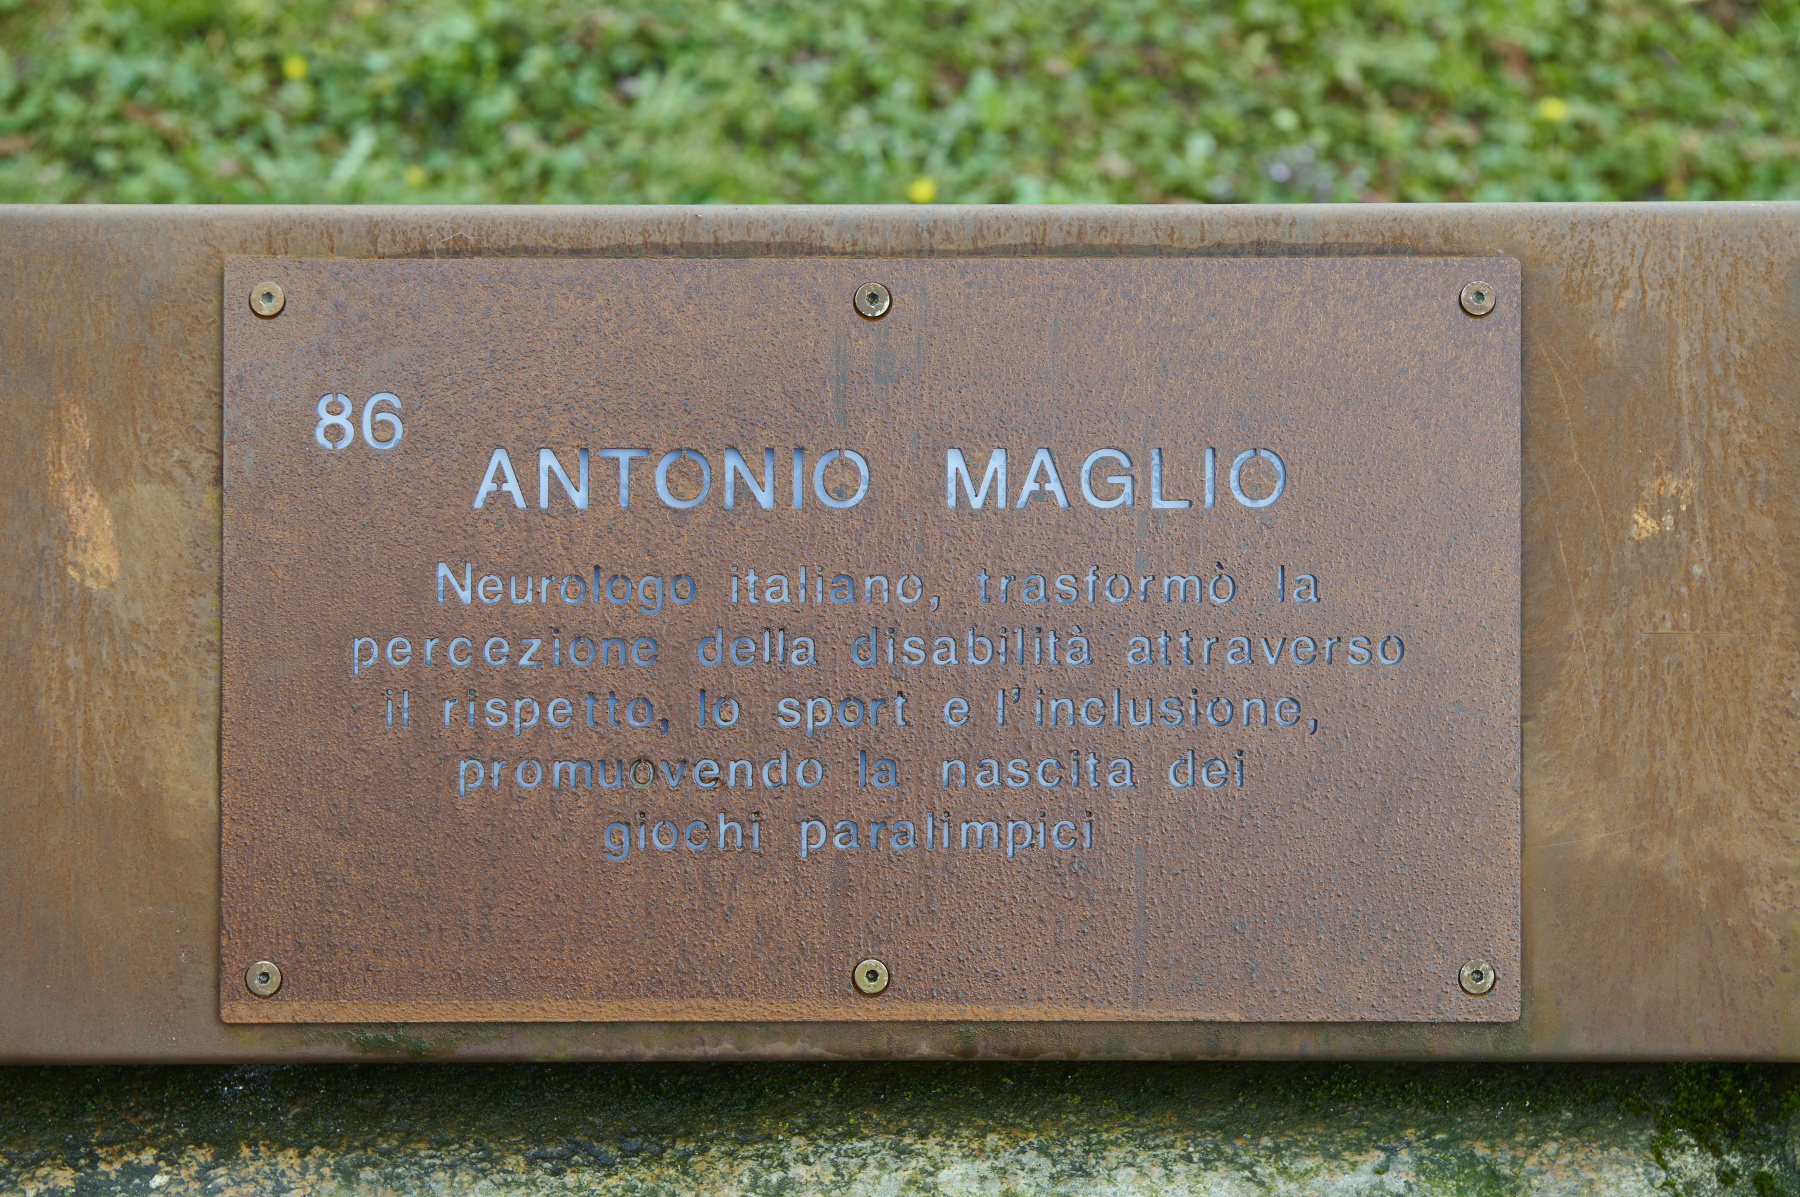 86
ANTONIO MAGLIO
Neurologo italiano, trasformò la
percezione della disabilità attraverso
il rispetto, lo sport e l'inclusione,
promuovendo la nascita dei
giochi paralimpici